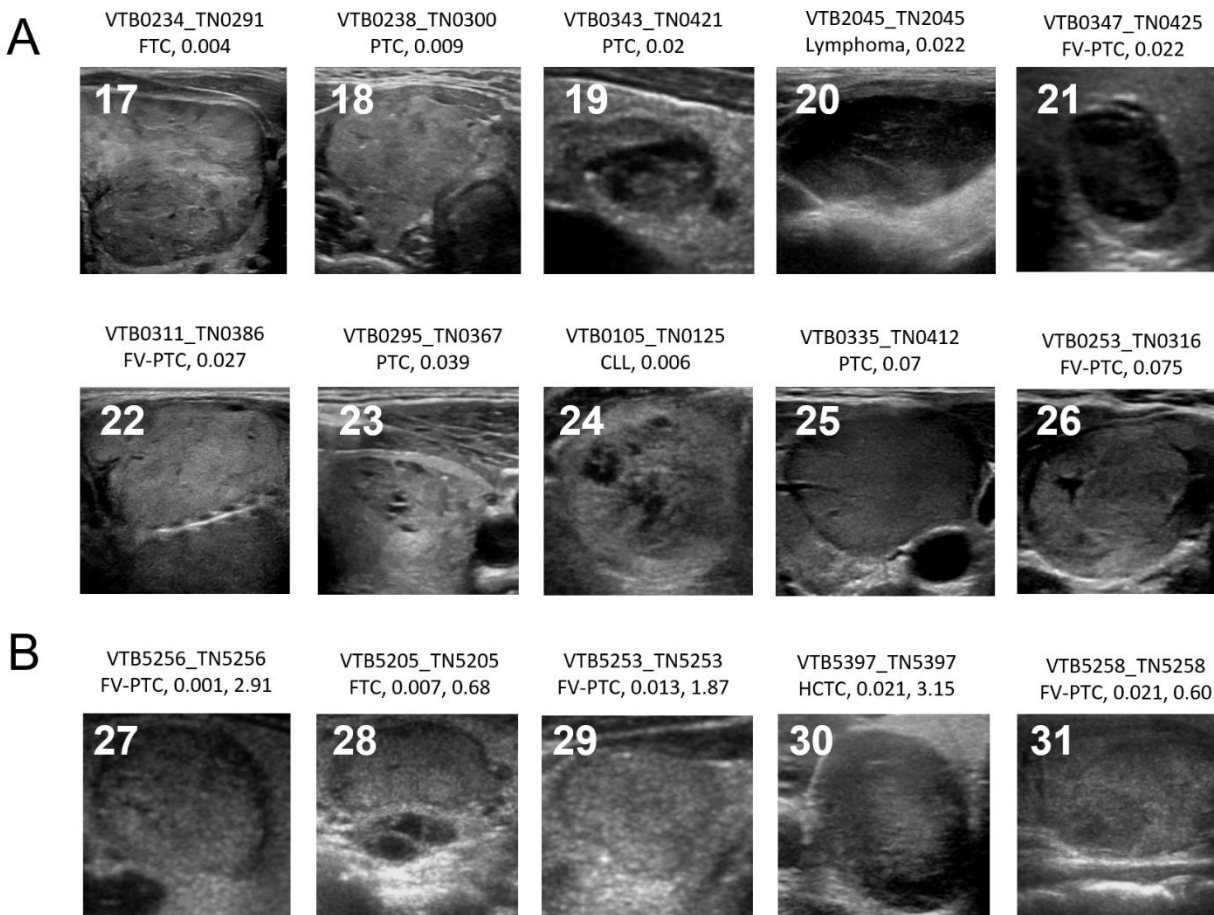 A
VTB0234_TN0291
FTC, 0.004
VTB0238_TN0300
PTC, 0.009
VTB0343_TN0421
PTC, 0.02
VTB2045_TN2045
Lymphoma, 0.022
VTB0347_TN0425
FV-PTC, 0.022
17
18
19
20
21
VTB0311_TN0386
FV-PTC, 0.027
VTB0295_TN0367
PTC, 0.039
VTB0105_TN0125
CLL, 0.006
VTB0335_TN0412
PTC, 0.07
VTB0253_TN0316
FV-PTC, 0.075
22
23
24
25
26
B
VTB5256_TN5256
FV-PTC, 0.001, 2.91
VTB5205_TN5205
FTC, 0.007, 0.68
VTB5253_TN5253
FV-PTC, 0.013, 1.87
VTB5397_TN5397
HCTC, 0.021, 3.15
VTB5258_TN5258
FV-PTC, 0.021, 0.60
27
28
29
30
31